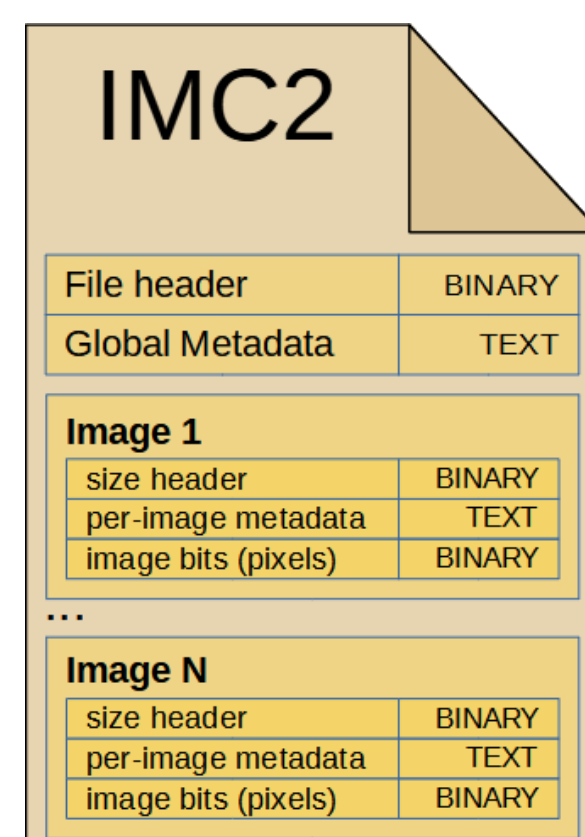 IMC2
File header BINARY
Global Metadata TEXT
Image 1
size header BINARY
per-image metadata TEXT
image bits (pixels) BINARY
...
Image N
size header BINARY
per-image metadata TEXT
image bits (pixels) BINARY